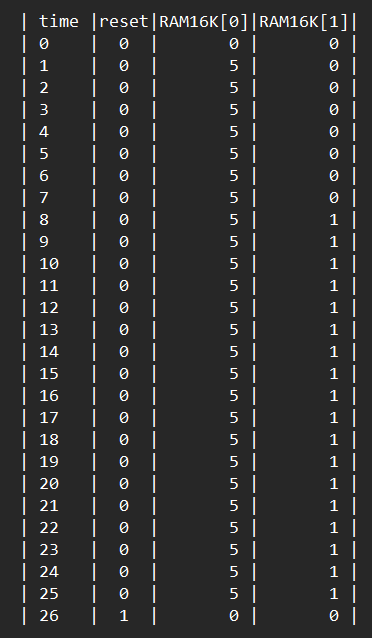 | time |reset|RAM16K[0]|RAM16K[1]|
| 0    |  0  |       0 |       0 |
| 1    |  0  |       5 |       0 |
| 2    |  0  |       5 |       0 |
| 3    |  0  |       5 |       0 |
| 4    |  0  |       5 |       0 |
| 5    |  0  |       5 |       0 |
| 6    |  0  |       5 |       0 |
| 7    |  0  |       5 |       0 |
| 8    |  0  |       5 |       1 |
| 9    |  0  |       5 |       1 |
| 10   |  0  |       5 |       1 |
| 11   |  0  |       5 |       1 |
| 12   |  0  |       5 |       1 |
| 13   |  0  |       5 |       1 |
| 14   |  0  |       5 |       1 |
| 15   |  0  |       5 |       1 |
| 16   |  0  |       5 |       1 |
| 17   |  0  |       5 |       1 |
| 18   |  0  |       5 |       1 |
| 19   |  0  |       5 |       1 |
| 20   |  0  |       5 |       1 |
| 21   |  0  |       5 |       1 |
| 22   |  0  |       5 |       1 |
| 23   |  0  |       5 |       1 |
| 24   |  0  |       5 |       1 |
| 25   |  0  |       5 |       1 |
| 26   |  1  |       0 |       0 |